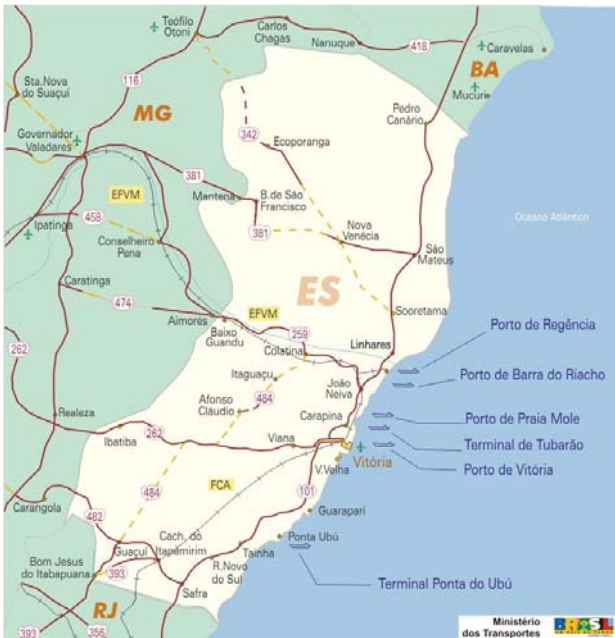 Teófilo
Otoni
Carlos
Chagas
Nanuque
418
Caravelas
BA
Mucuri
Sta.Nova
do Suaçui
116
MG
Pedro
Canário
Governador
Valadares
342
Ecoporanga
EFVM
381
Mantena
B.de São
Francisco
Ipatinga
458
Conselheiro
Pena
381
Nova
Venécia
São
Mateus
Oceano Atlântico
Caratinga
ES
474
EFVM
Sooretama
Aimorés
Baixo
Guandu
259
Colatina
Linhares
262
Porto de Regência
Itaguaçu
João
Neiva
Porto de Barra do Riacho
Afonso
Cláudio
484
Realeza
Carapina
Porto de Praia Mole
Ibatiba
262
Viana
Terminal de Tubarão
Vitória
V.Velha
Porto de Vitória
484
FCA
101
Carangola
482
Guarapari
Guaçuí
Cach. do
Itapemirim
Ponta Ubú
Bom Jesus
do Itabapuana
393
R.Novo
do Sul
Tainha
Safra
Terminal Ponta do Ubú
RJ
393
356
Ministério
dos Transportes
BRASIL